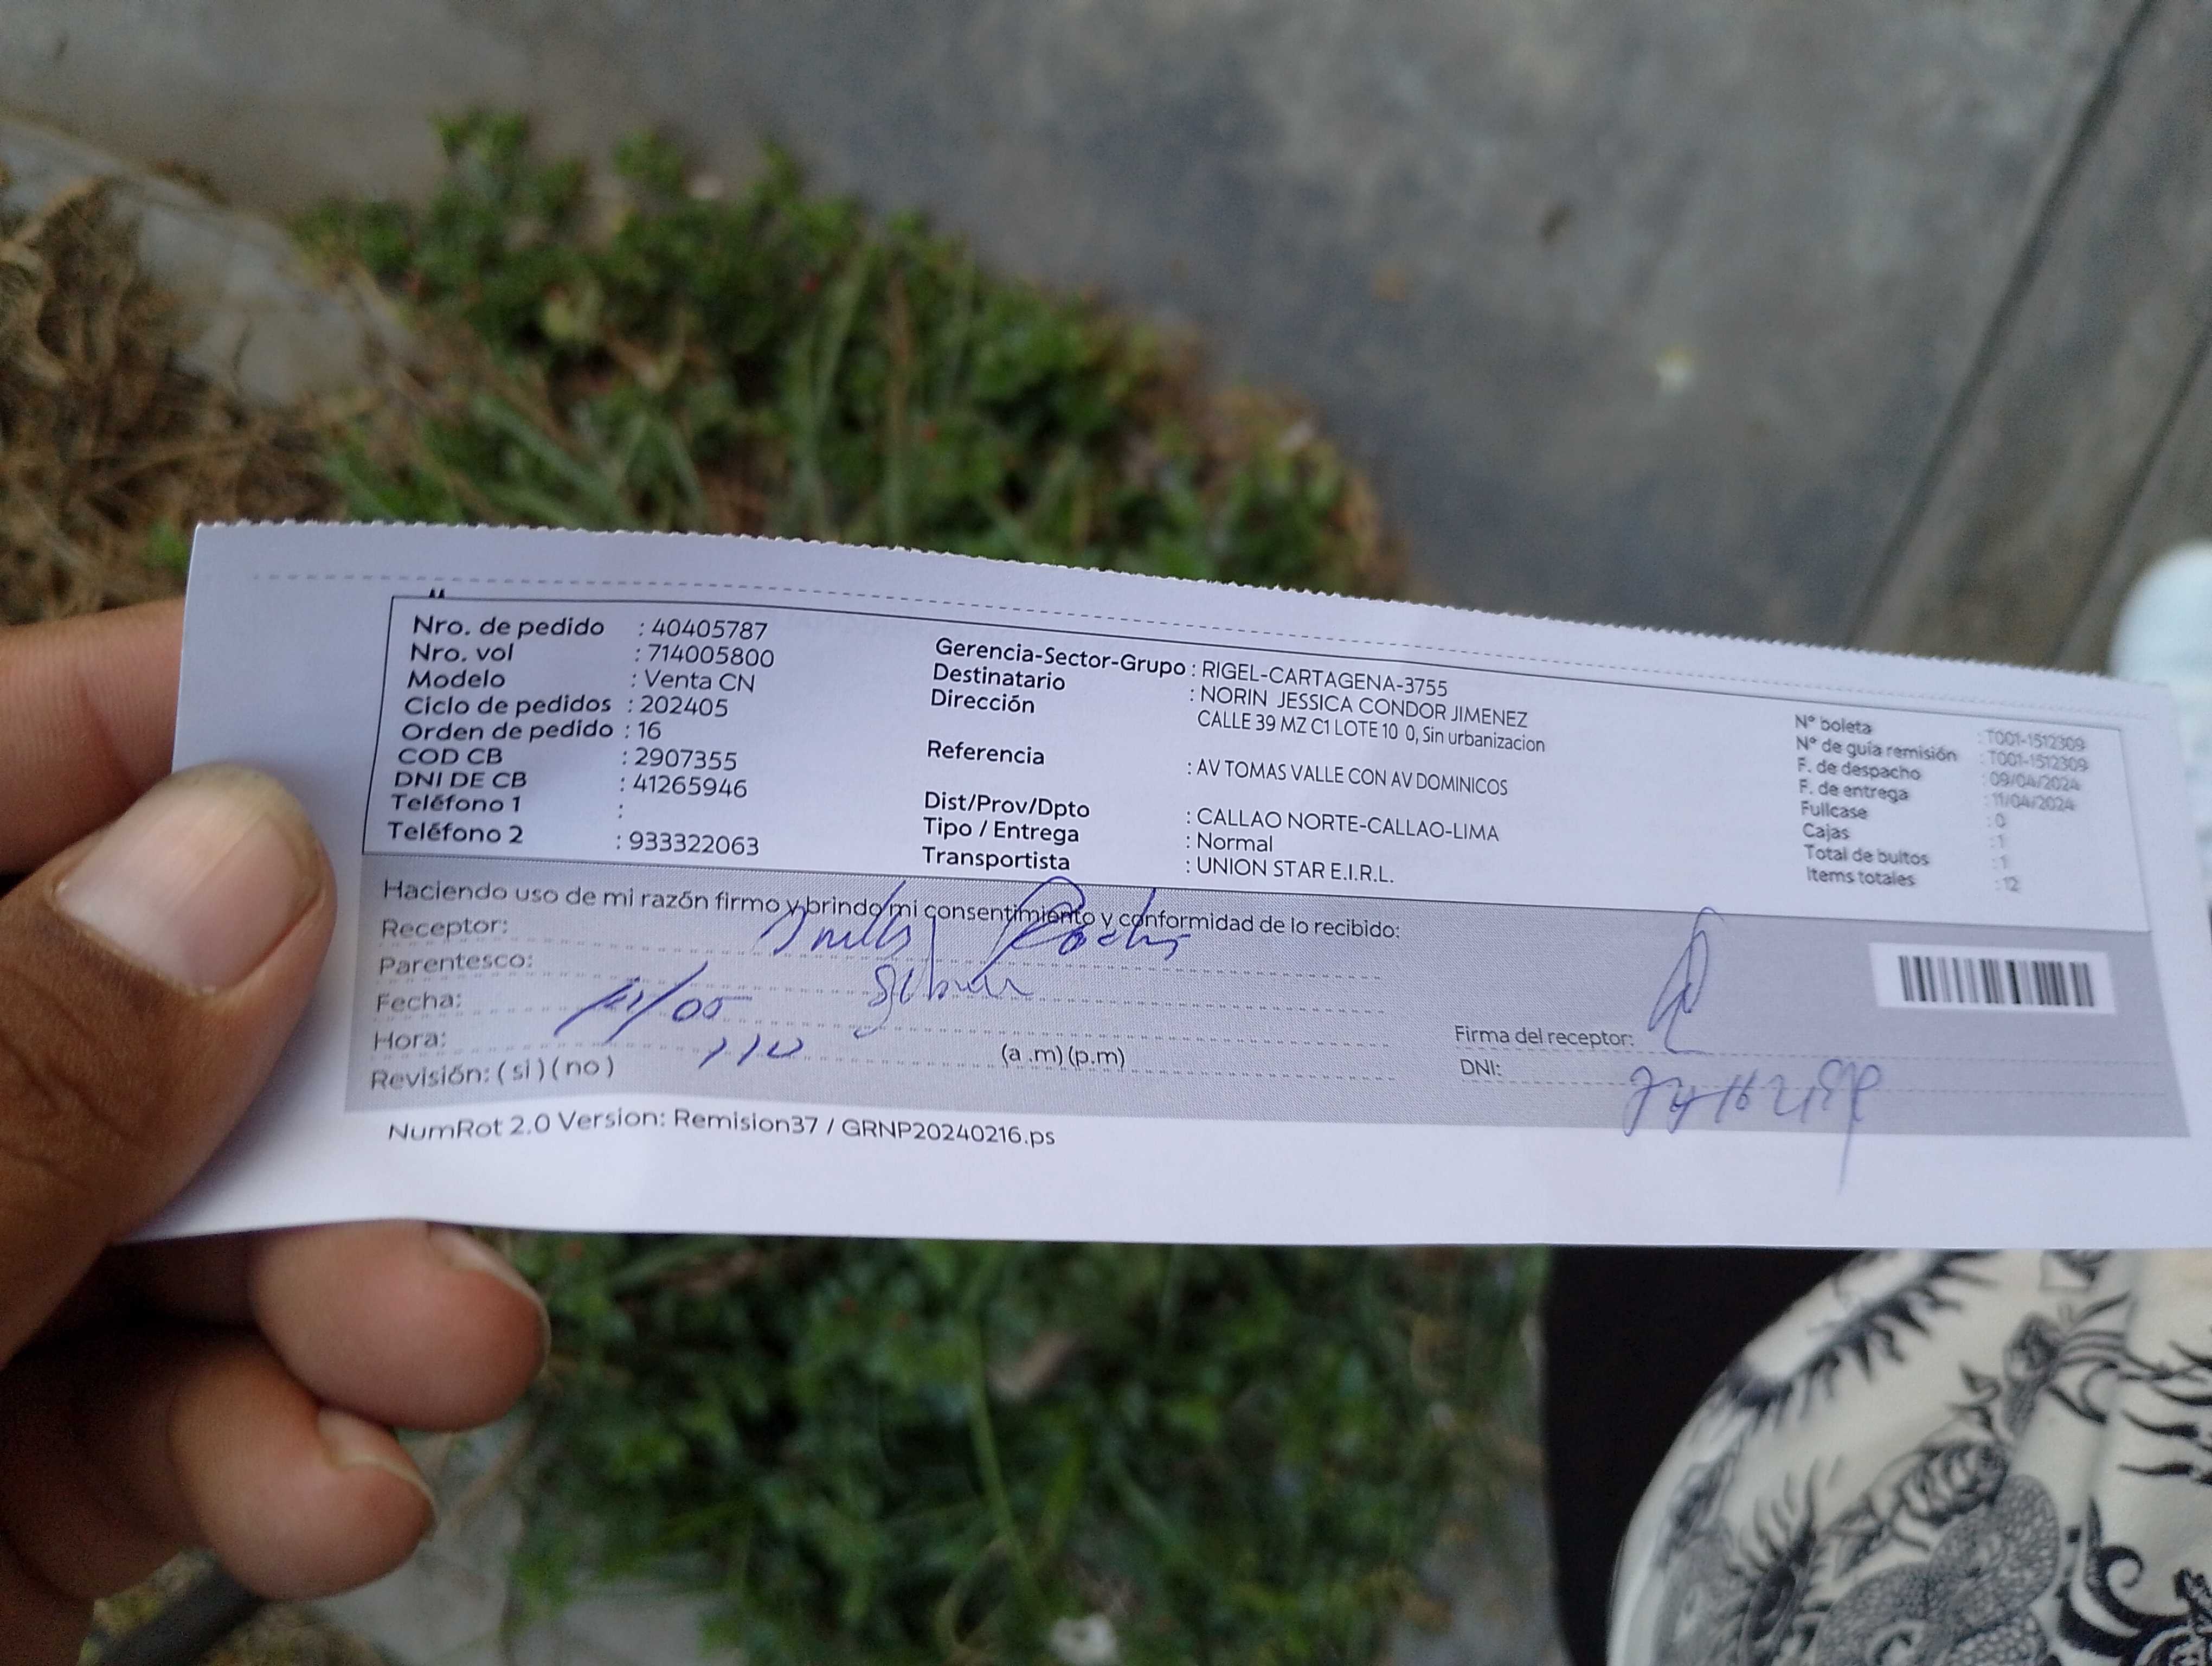 Nro. de pedido : 40405787
Nro. vol : 714005800
Modelo : Venta CN
Ciclo de pedidos : 202405
Orden de pedido : 16
COD CB : 2907355
DNI DE CB : 41265946
Teléfono 1 :
Teléfono 2 : 933322063
Gerencia-Sector-Grupo : RIGEL-CARTAGENA-3755
Destinatario : NORIN JESSICA CONDOR JIMENEZ
Dirección CALLE 39 MZ C1 LOTE 10 0, Sin urbanizacion
Referencia : AV TOMAS VALLE CON AV DOMINICOS
Dist/Prov/Dpto : CALLAO NORTE-CALLAO-LIMA
Tipo / Entrega : Normal
Transportista : UNION STAR E.I.R.L.
N° boleta : T001-1512309
N° de guía remisión : T001-1512309
F. de despacho : 09/04/2024
F. de entrega : 11/04/2024
Fullcase : 0
Cajas : 1
Total de bultos : 1
Items totales : 12
Haciendo uso de mi razón firmo y brindo mi consentimiento y conformidad de lo recibido:
Receptor:
Parentesco:
Fecha:
Hora: (a .m) (p.m)
Revisión: ( si ) ( no )
Firma del receptor:
DNI:
NumRot 2.0 Version: Remision37 / GRNP20240216.ps